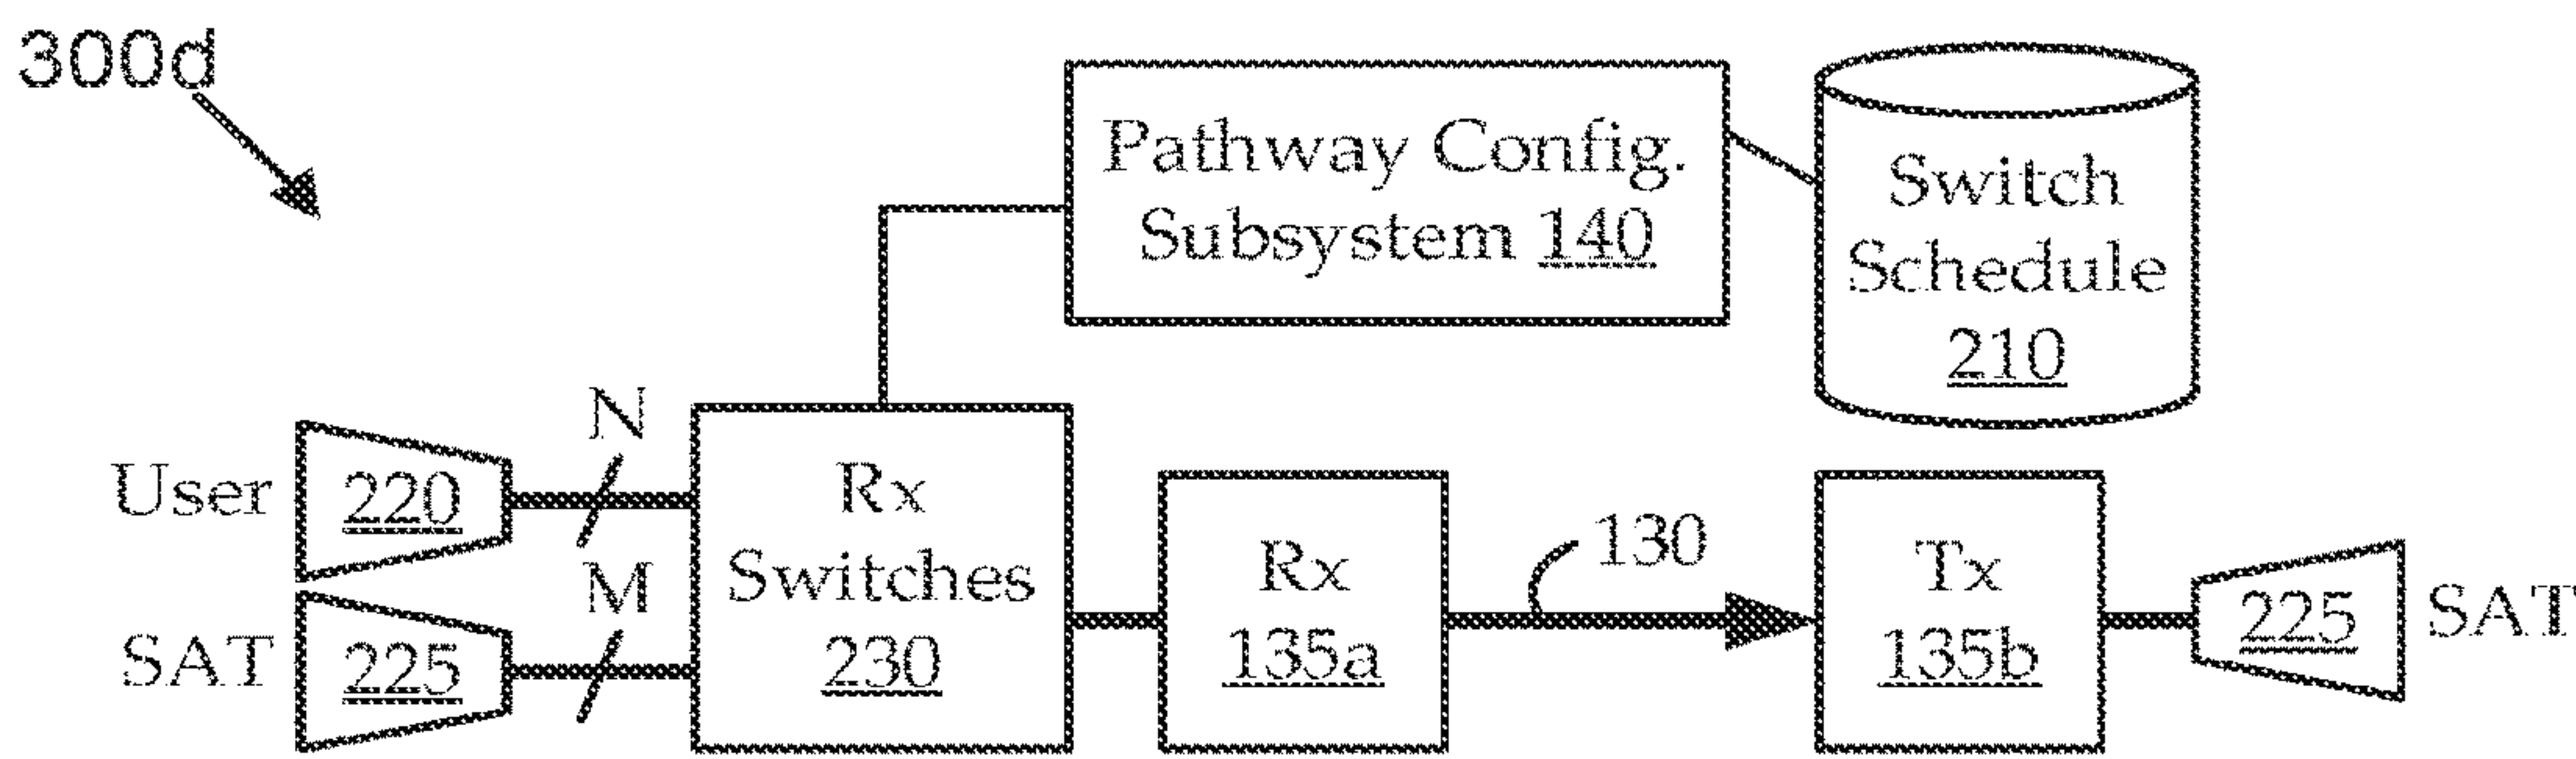 300d
Pathway Config.
Subsystem 140
Switch
Schedule
210
N
User
220
M
SAT
225
Rx
Switches
230
Rx
135a
130
Tx
135b
225
SAT